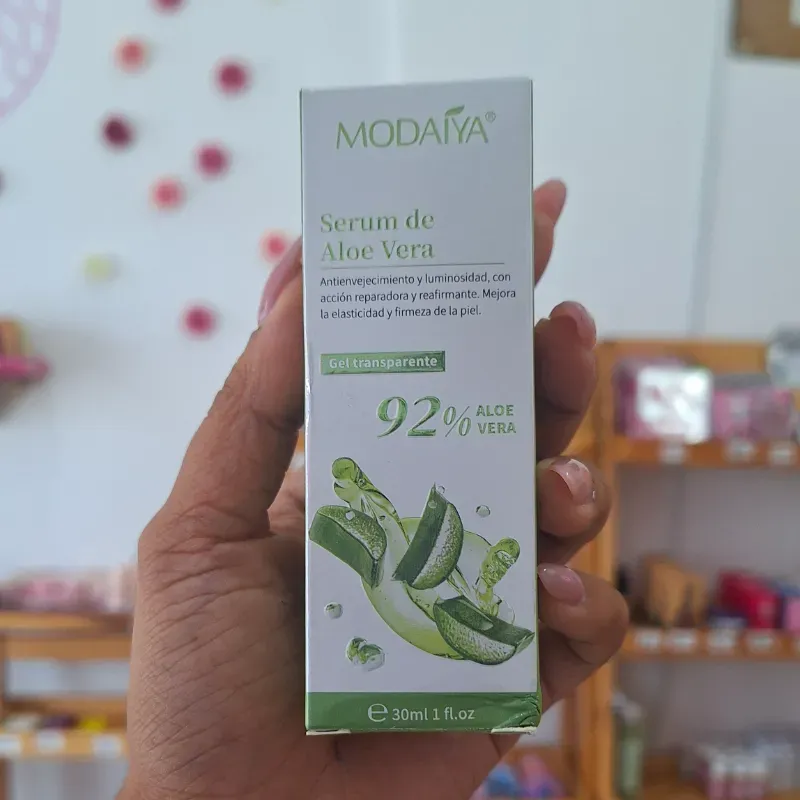 MODAÍYA®
Serum de
Aloe Vera
Antienvejecimiento y luminosidad, con
acción reparadora y reafirmante. Mejora
la elasticidad y firmeza de la piel.
Gel transparente
92% ALOE
VERA
℮ 30ml 1 fl.oz